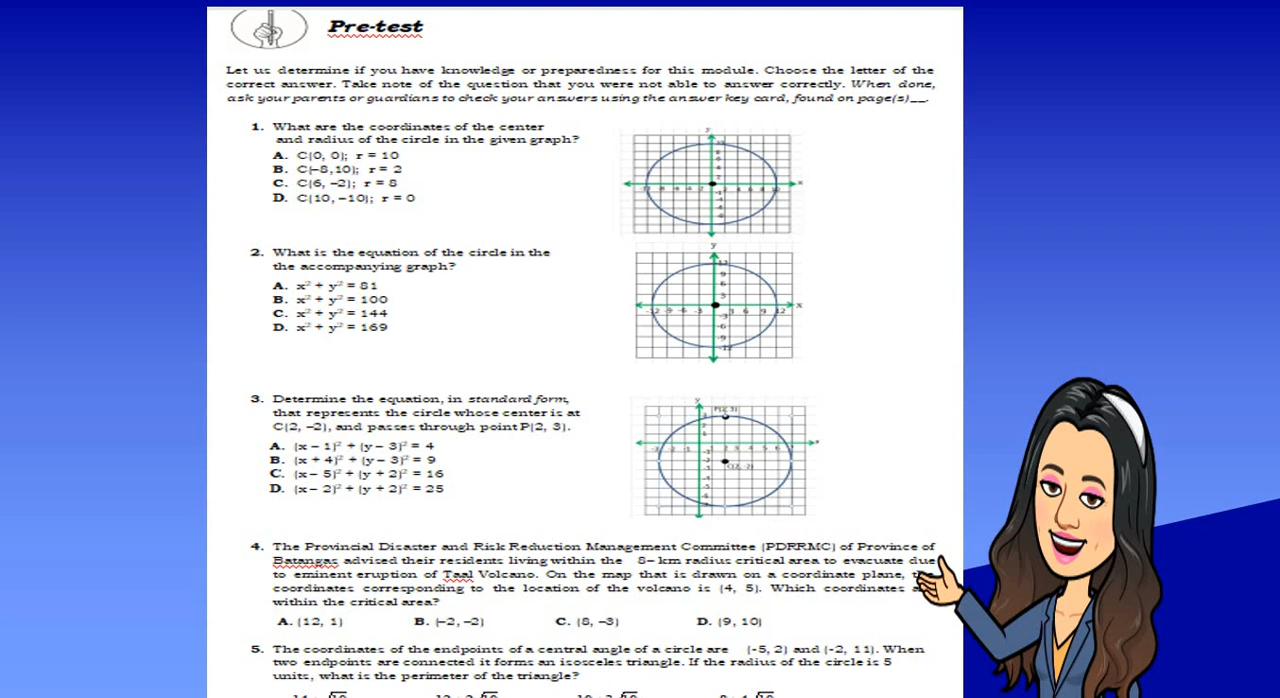 Pre-test
Let us determine if you have knowledge or preparedness for this module. Choose the letter of the
correct answer. Take note of the question that you were not able to answer correctly. When done,
ask your parents or guardians to check your answers using the answer key card, found on page(s)__.
1. What are the coordinates of the center
and radius of the circle in the given graph?
A. C(0, 0); r = 10
B. C(-8,10); r = 2
C. C(6, -2); r = 8
D. C(10,-10); r = 0
2. What is the equation of the circle in the
the accompanying graph?
A. x² + y² = 81
B. x² + y² = 100
C. x² + y² = 144
D. x² + y² = 169
3. Determine the equation, in standard form,
that represents the circle whose center is at
C(2, -2), and passes through point P(2, 3).
A. (x – 1)² + (y – 3)² = 4
B. (x + 4)² + (y – 3)² = 9
C. (x – 5)² + (y + 2)² = 16
D. (x – 2)² + (y + 2)² = 25
P(2, 3)
C(2, -2)
4. The Provincial Disaster and Risk Reduction Management Committee (PDRRMC) of Province of
Batangas advised their residents living within the 8– km radius critical area to evacuate due
to eminent eruption of Taal Volcano. On the map that is drawn on a coordinate plane,
coordinates corresponding to the location of the volcano is (4, 5). Which coordinates
within the critical area?
A. (12, 1) B. (-2,-2) C. (8, -3) D. (9, 10)
5. The coordinates of the endpoints of a central angle of a circle are (-5, 2) and (-2, 11). When
two endpoints are connected it forms an isosceles triangle. If the radius of the circle is 5
units, what is the perimeter of the triangle?